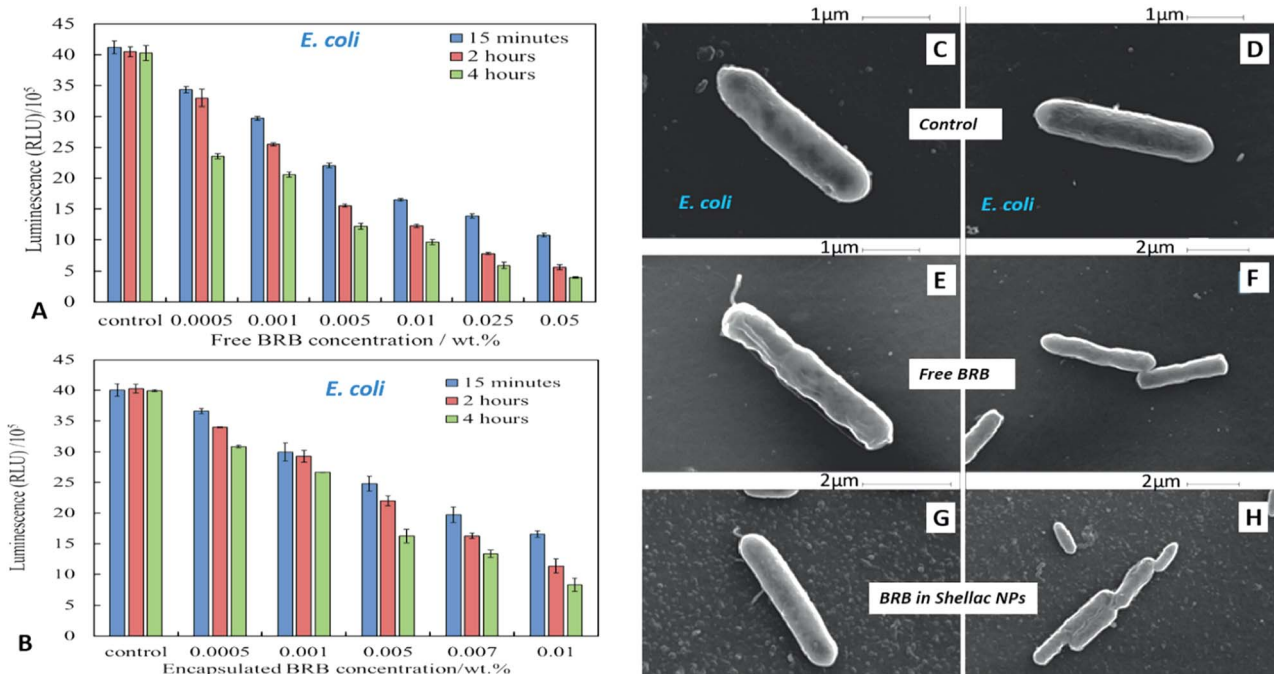 45
40
35
30
25
20
15
10
5
0
Luminescence (RLU)/10⁵
E. coli
15 minutes
2 hours
4 hours
A
control 0.0005 0.001 0.005 0.01 0.025 0.05
Free BRB concentration / wt.%
45
40
35
30
25
20
15
10
5
0
Luminescence (RLU) /10⁵
E. coli
15 minutes
2 hours
4 hours
B
control 0.0005 0.001 0.005 0.007 0.01
Encapsulated BRB concentration/wt.%
1μm 1μm
C D
Control
E. coli E. coli
1μm 2μm
E F
Free BRB
2μm 2μm
G H
BRB in Shellac NPs